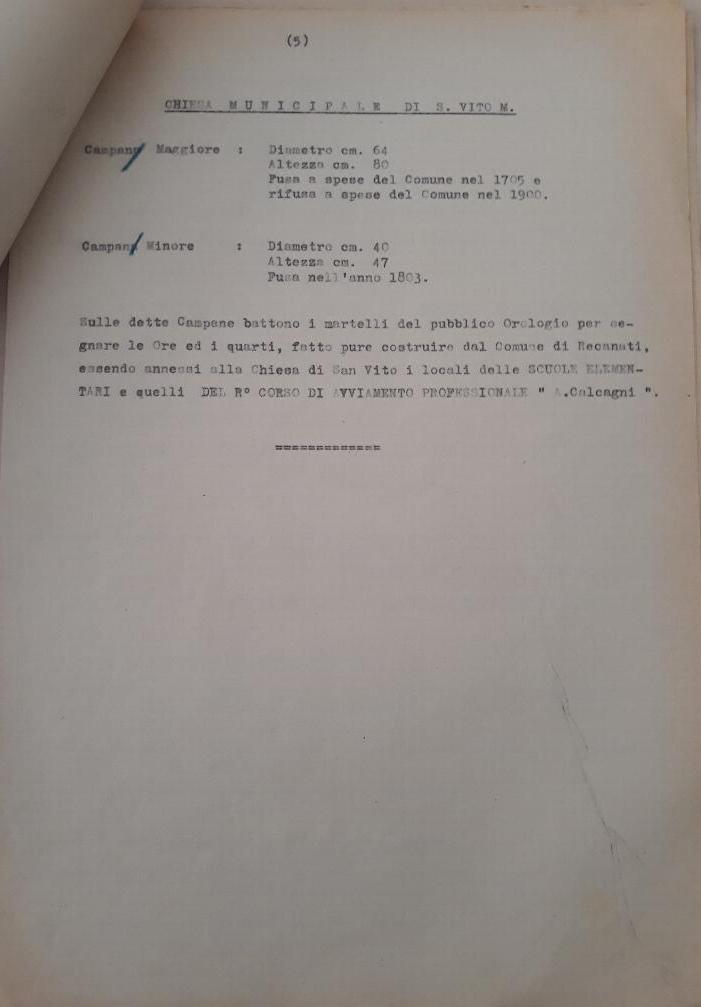 (5)
CHIESA M U N I C I P A L E DI S. VITO M.
Campana Maggiore : Diametro cm. 64
Altezza cm. 80
Fusa a spese del Comune nel 1705 e
rifusa a spese del Comune nel 1900.
Campana Minore : Diametro cm. 40
Altezza cm. 47
Fusa nell'anno 1803.
Sulle dette Campane battono i martelli del pubblico Orologio per se-
gnare le Ore ed i quarti, fatto pure costruire dal Comune di Recanati,
essendo annessi alla Chiesa di San Vito i locali delle SCUOLE ELEMEN-
TARI e quelli DEL R° CORSO DI AVVIAMENTO PROFESSIONALE " A.Calcagni ".
=============